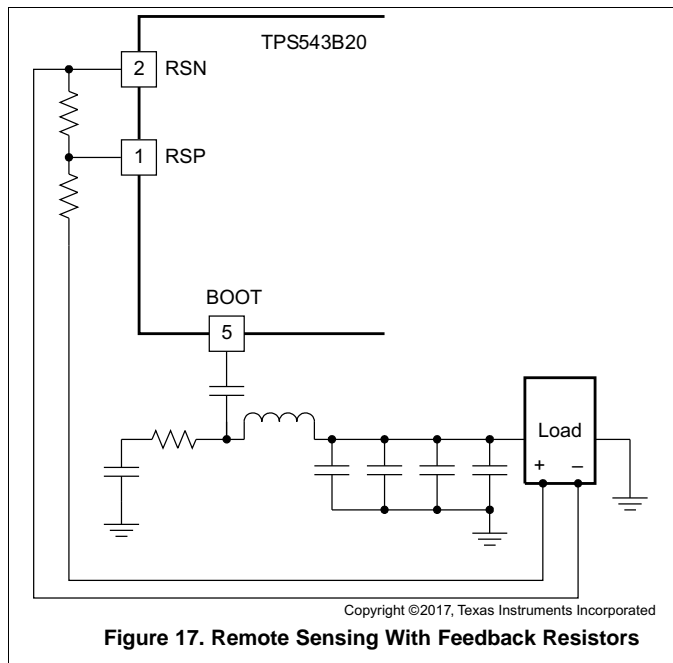 TPS543B20
2 RSN
1 RSP
BOOT
5
Load
+ −
Copyright ©2017, Texas Instruments Incorporated
Figure 17. Remote Sensing With Feedback Resistors